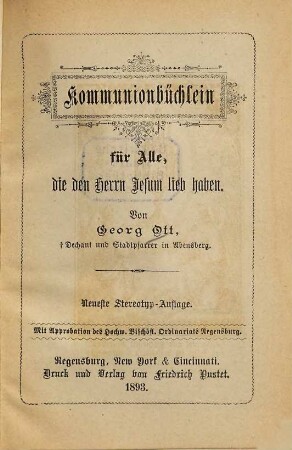 Kommunionbüchlein
für Alle,
die den Herrn Jesum lieb haben.
Von
Georg Ott,
† Dechant und Stadtpfarrer in Abensberg.
Neueste Stereotyp-Auflage.
Mit Approbation des Hochw. Bischöfl. Ordinariats Regensburg.
Regensburg, New York & Cincinnati.
Druck und Verlag von Friedrich Pustet.
1893.